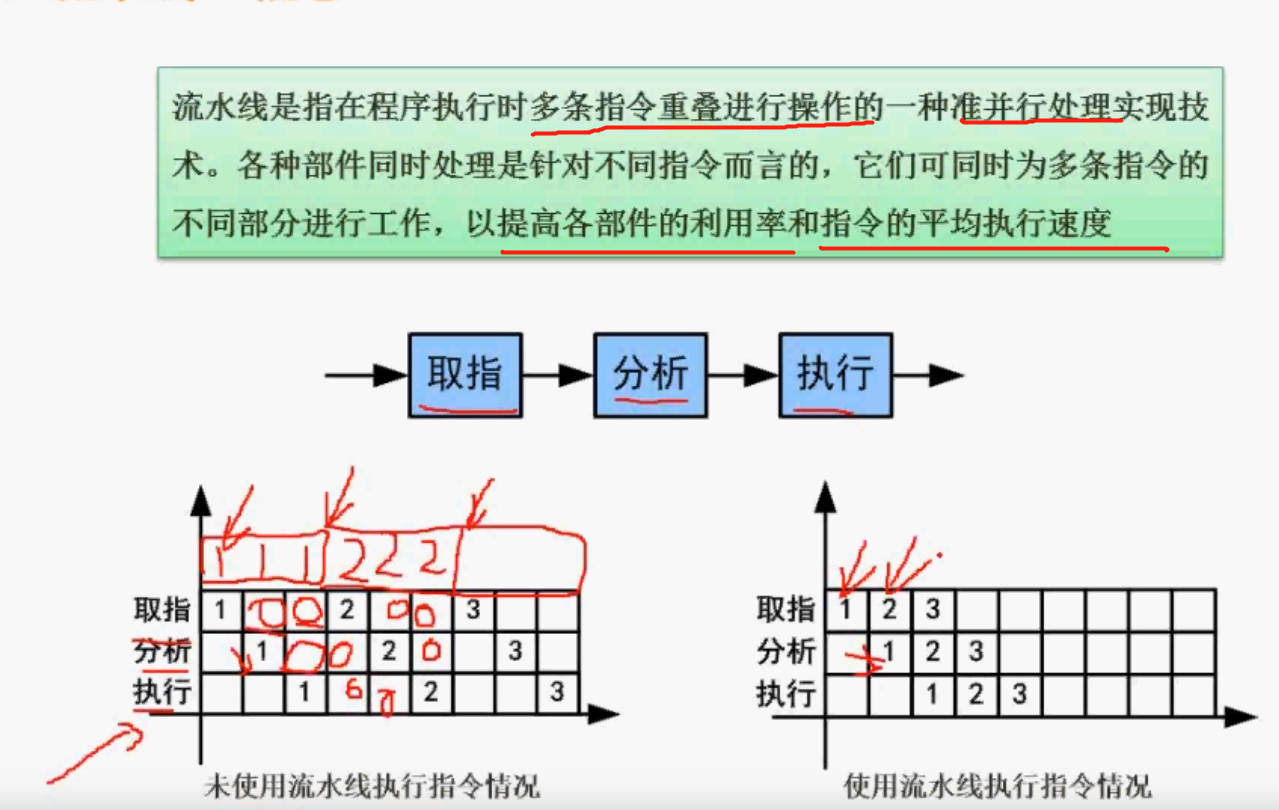 流水线是指在程序执行时多条指令重叠进行操作的一种准并行处理实现技
术。各种部件同时处理是针对不同指令而言的，它们可同时为多条指令的
不同部分进行工作，以提高各部件的利用率和指令的平均执行速度
取指 分析 执行
1 1 1 2 2 2
取指 1 0 0 2 0 0 3
分析 1 0 0 2 0 3
执行 1 2 3
未使用流水线执行指令情况
取指 1 2 3
分析 1 2 3
执行 1 2 3
使用流水线执行指令情况